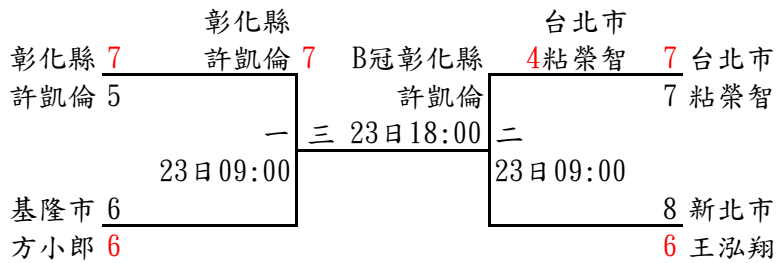 彰化縣 台北市
彰化縣 7 許凱倫 7 B冠彰化縣 4粘榮智 7 台北市
許凱倫 5 許凱倫 7 粘榮智
一 三 23日18:00 二
23日09:00 23日09:00
基隆市 6 8 新北市
方小郎 6 6 王泓翔